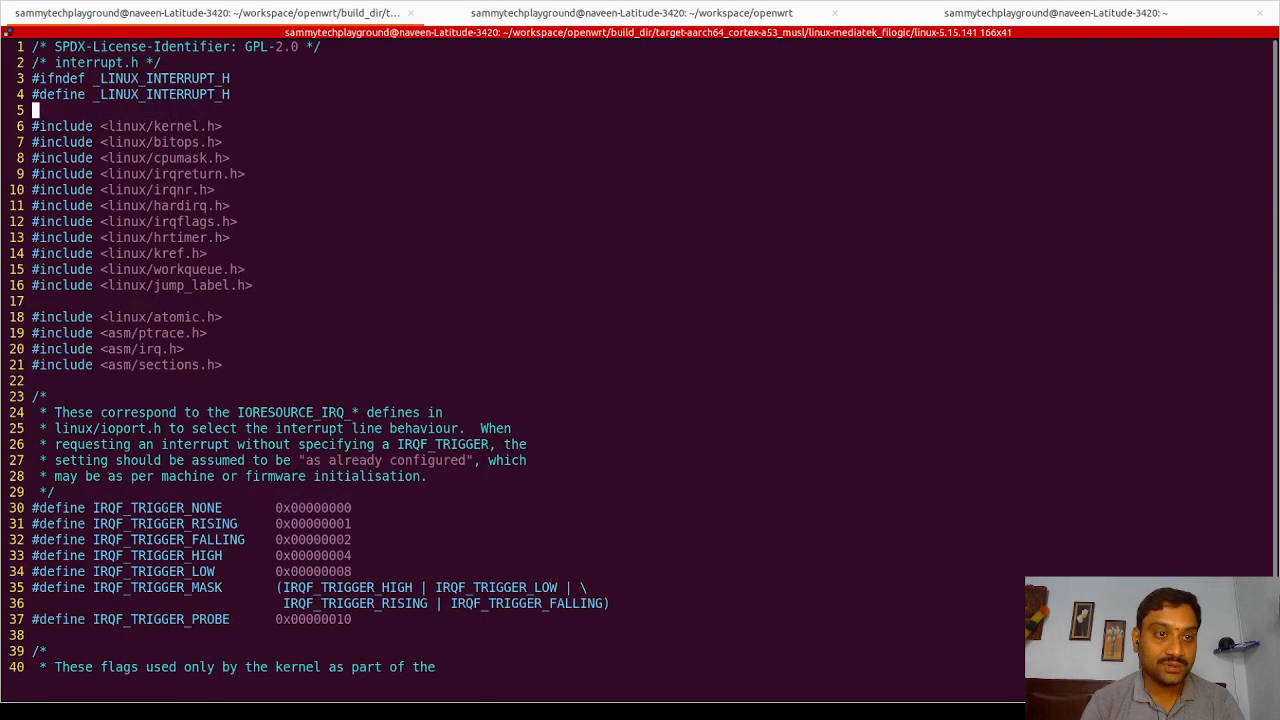 sammytechplayground@naveen-Latitude-3420: ~/workspace/openwrt/build_dir/t... × sammytechplayground@naveen-Latitude-3420: ~/workspace/openwrt × sammytechplayground@naveen-Latitude-3420: ~ ×
sammytechplayground@naveen-Latitude-3420: ~/workspace/openwrt/build_dir/target-aarch64_cortex-a53_musl/linux-mediatek_filogic/linux-5.15.141 166x41
1 /* SPDX-License-Identifier: GPL-2.0 */
2 /* interrupt.h */
3 #ifndef _LINUX_INTERRUPT_H
4 #define _LINUX_INTERRUPT_H
5
6 #include <linux/kernel.h>
7 #include <linux/bitops.h>
8 #include <linux/cpumask.h>
9 #include <linux/irqreturn.h>
10 #include <linux/irqnr.h>
11 #include <linux/hardirq.h>
12 #include <linux/irqflags.h>
13 #include <linux/hrtimer.h>
14 #include <linux/kref.h>
15 #include <linux/workqueue.h>
16 #include <linux/jump_label.h>
17
18 #include <linux/atomic.h>
19 #include <asm/ptrace.h>
20 #include <asm/irq.h>
21 #include <asm/sections.h>
22
23 /*
24  * These correspond to the IORESOURCE_IRQ_* defines in
25  * linux/ioport.h to select the interrupt line behaviour.  When
26  * requesting an interrupt without specifying a IRQF_TRIGGER, the
27  * setting should be assumed to be "as already configured", which
28  * may be as per machine or firmware initialisation.
29  */
30 #define IRQF_TRIGGER_NONE 0x00000000
31 #define IRQF_TRIGGER_RISING 0x00000001
32 #define IRQF_TRIGGER_FALLING 0x00000002
33 #define IRQF_TRIGGER_HIGH 0x00000004
34 #define IRQF_TRIGGER_LOW 0x00000008
35 #define IRQF_TRIGGER_MASK (IRQF_TRIGGER_HIGH | IRQF_TRIGGER_LOW | \
36 IRQF_TRIGGER_RISING | IRQF_TRIGGER_FALLING)
37 #define IRQF_TRIGGER_PROBE 0x00000010
38
39 /*
40  * These flags used only by the kernel as part of the